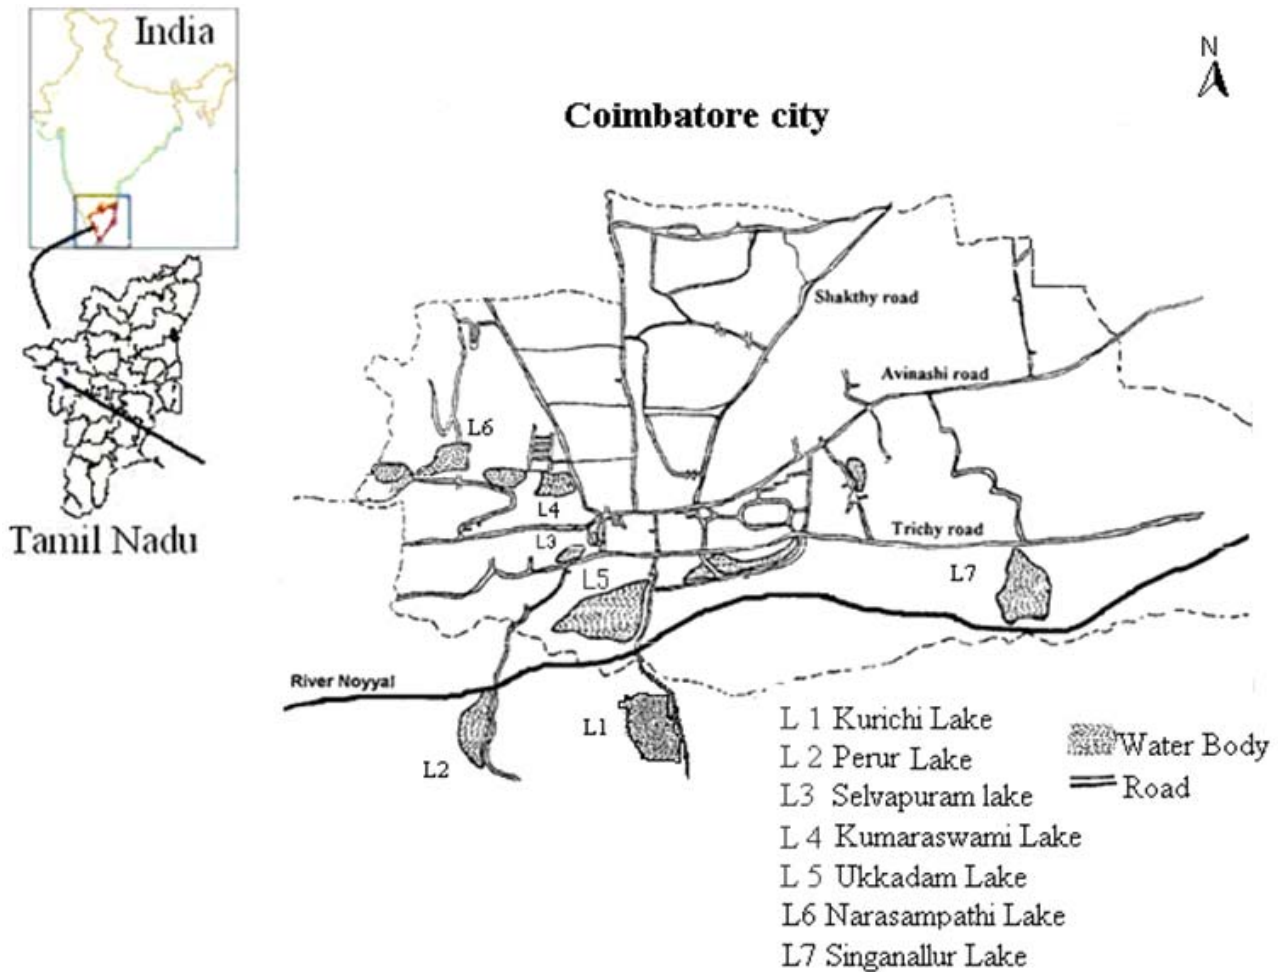 India
N
Coimbatore city
Shakthy road
Avinashi road
L6
L4
Trichy road
L3
L5
L7
Tamil Nadu
River Noyyal
L1
L2
L 1 Kurichi Lake
L 2 Perur Lake
L3 Selvapuram lake
L 4 Kumaraswami Lake
L 5 Ukkadam Lake
L6 Narasampathi Lake
L7 Singanallur Lake
Water Body
Road